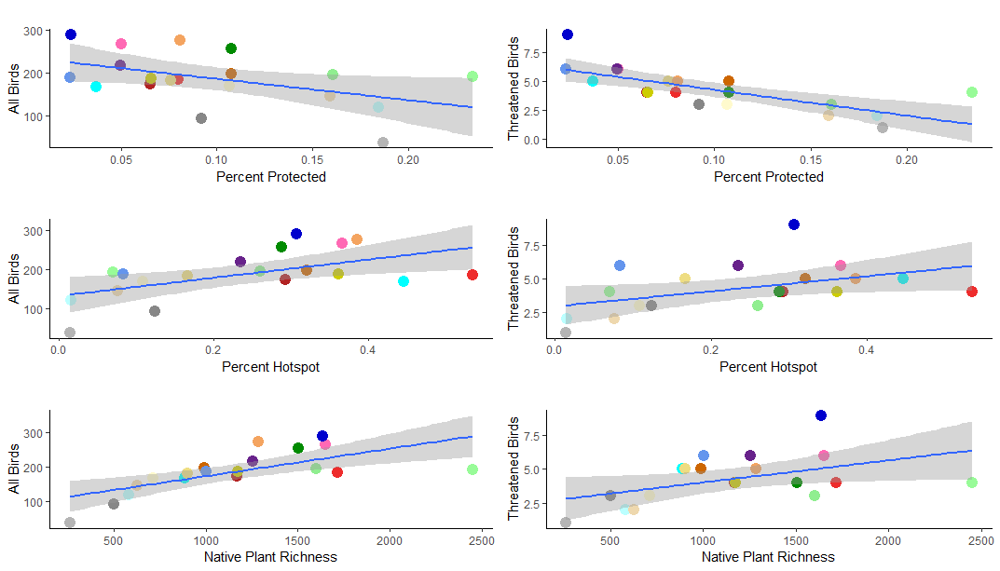 300
200
100
All Birds
0.05 0.10 0.15 0.20
Percent Protected
7.5
5.0
2.5
0.0
Threatened Birds
0.05 0.10 0.15 0.20
Percent Protected
300
200
100
All Birds
0.0 0.2 0.4
Percent Hotspot
7.5
5.0
2.5
Threatened Birds
0.0 0.2 0.4
Percent Hotspot
300
200
100
All Birds
500 1000 1500 2000 2500
Native Plant Richness
7.5
5.0
2.5
Threatened Birds
500 1000 1500 2000 2500
Native Plant Richness